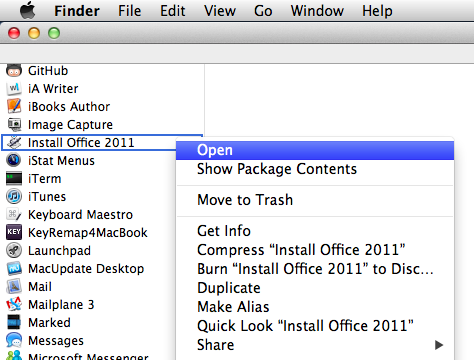 Finder File Edit View Go Window Help
GitHub
iA Writer
iBooks Author
Image Capture
Install Office 2011
iStat Menus
iTerm
iTunes
Keyboard Maestro
KeyRemap4MacBook
Launchpad
MacUpdate Desktop
Mail
Mailplane 3
Marked
Messages
Microsoft Messenger
Open
Show Package Contents
Move to Trash
Get Info
Compress “Install Office 2011”
Burn “Install Office 2011” to Disc…
Duplicate
Make Alias
Quick Look “Install Office 2011”
Share